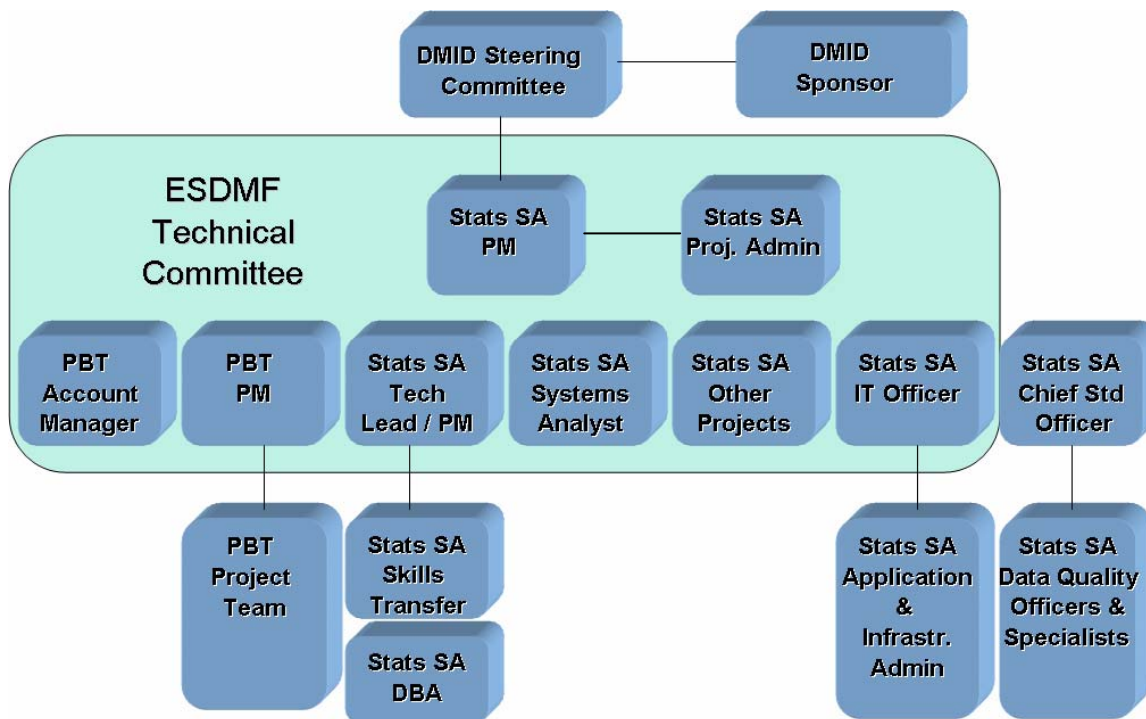 DMID Steering
Committee
DMID
Sponsor
ESDMF
Technical
Committee
Stats SA
PM
Stats SA
Proj. Admin
PBT
Account
Manager
PBT
PM
Stats SA
Tech
Lead / PM
Stats SA
Systems
Analyst
Stats SA
Other
Projects
Stats SA
IT Officer
Stats SA
Chief Std
Officer
PBT
Project
Team
Stats SA
Skills
Transfer
Stats SA
DBA
Stats SA
Application
&
Infrastr.
Admin
Stats SA
Data Quality
Officers &
Specialists